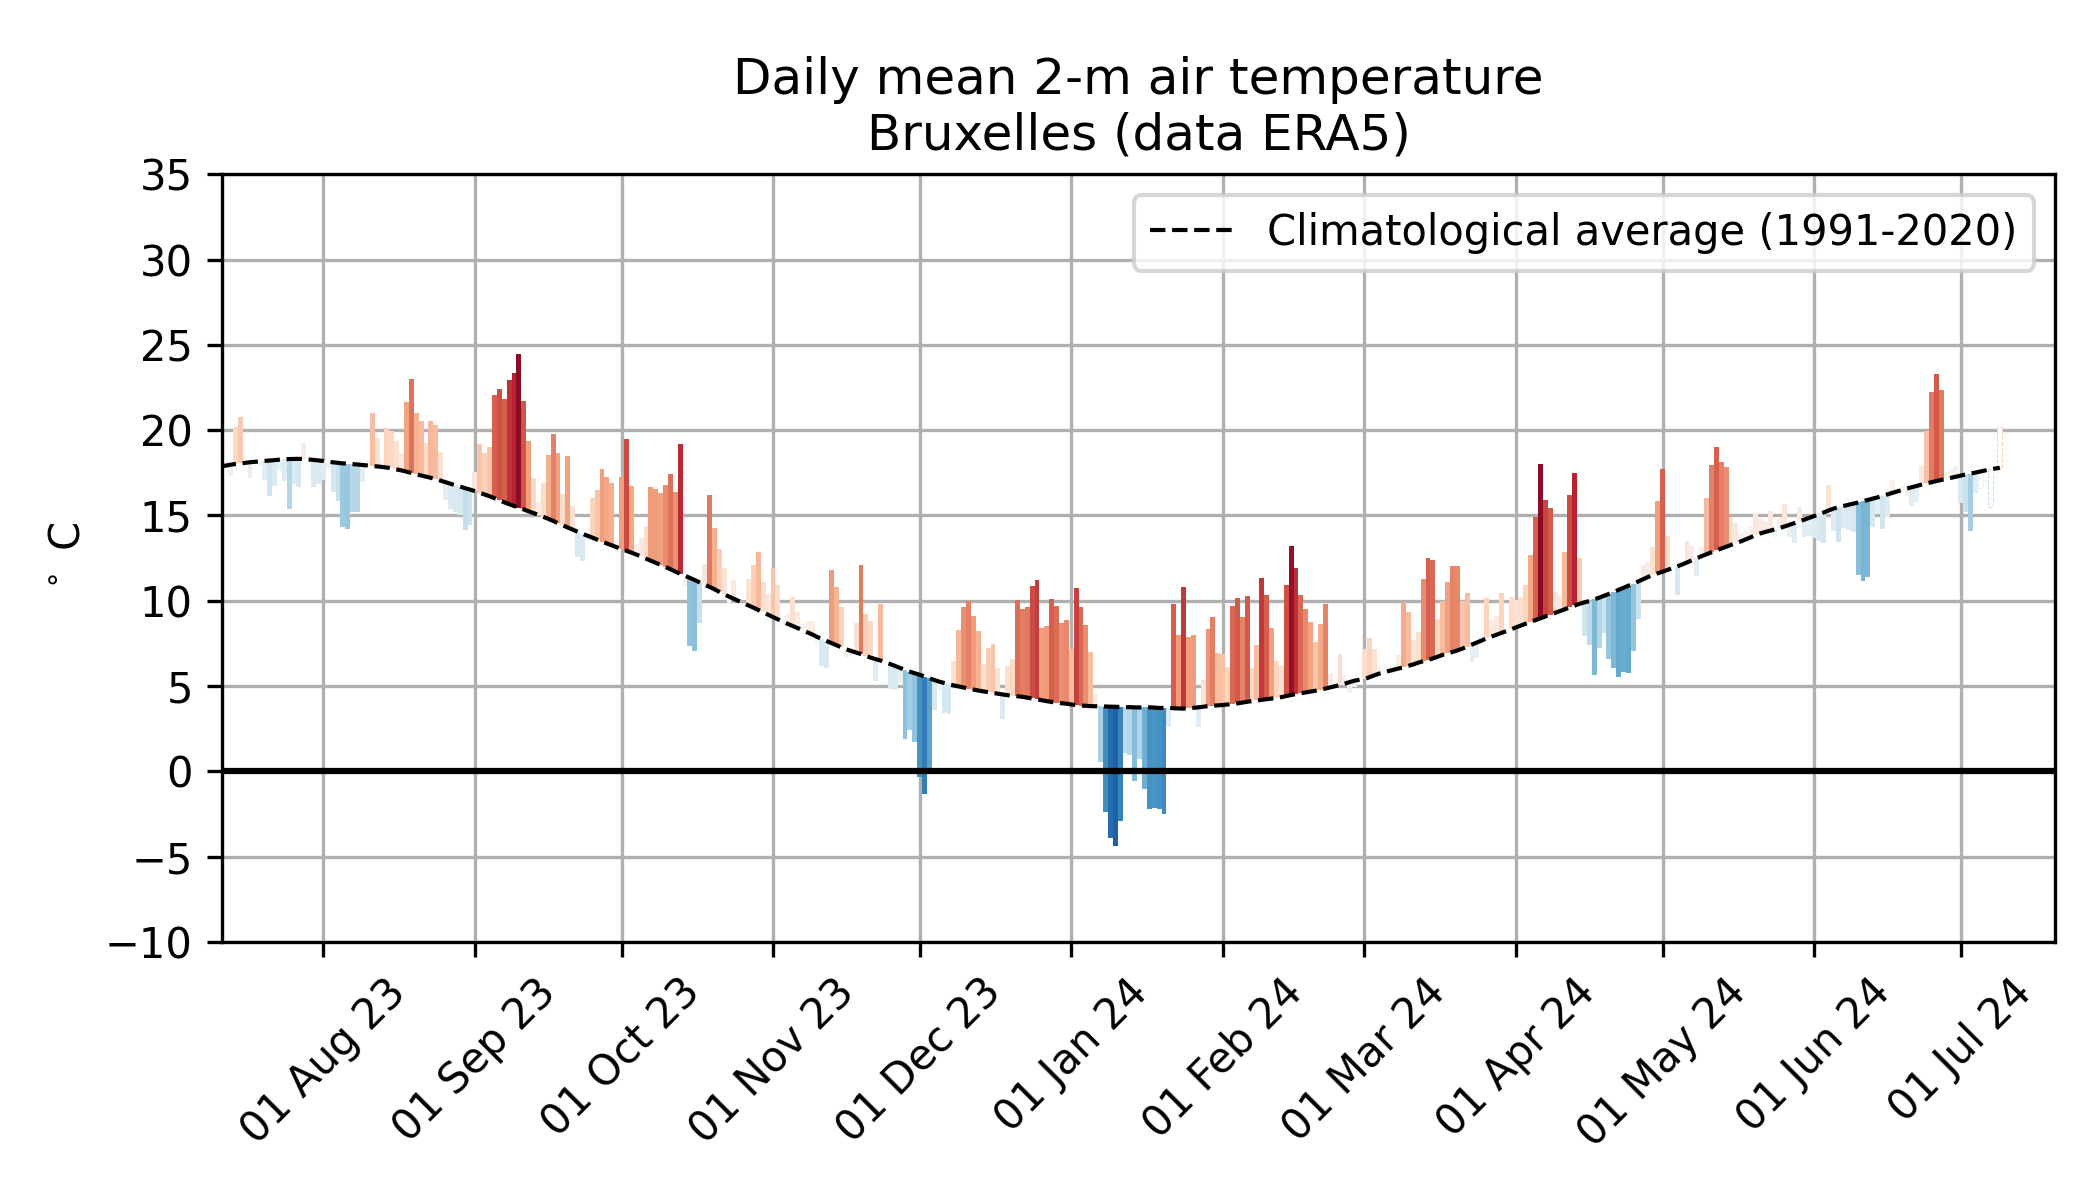 Daily mean 2-m air temperature
Bruxelles (data ERA5)
Climatological average (1991-2020)
35
30
25
20
15
10
5
0
−5
−10
° C
01 Aug 23
01 Sep 23
01 Oct 23
01 Nov 23
01 Dec 23
01 Jan 24
01 Feb 24
01 Mar 24
01 Apr 24
01 May 24
01 Jun 24
01 Jul 24